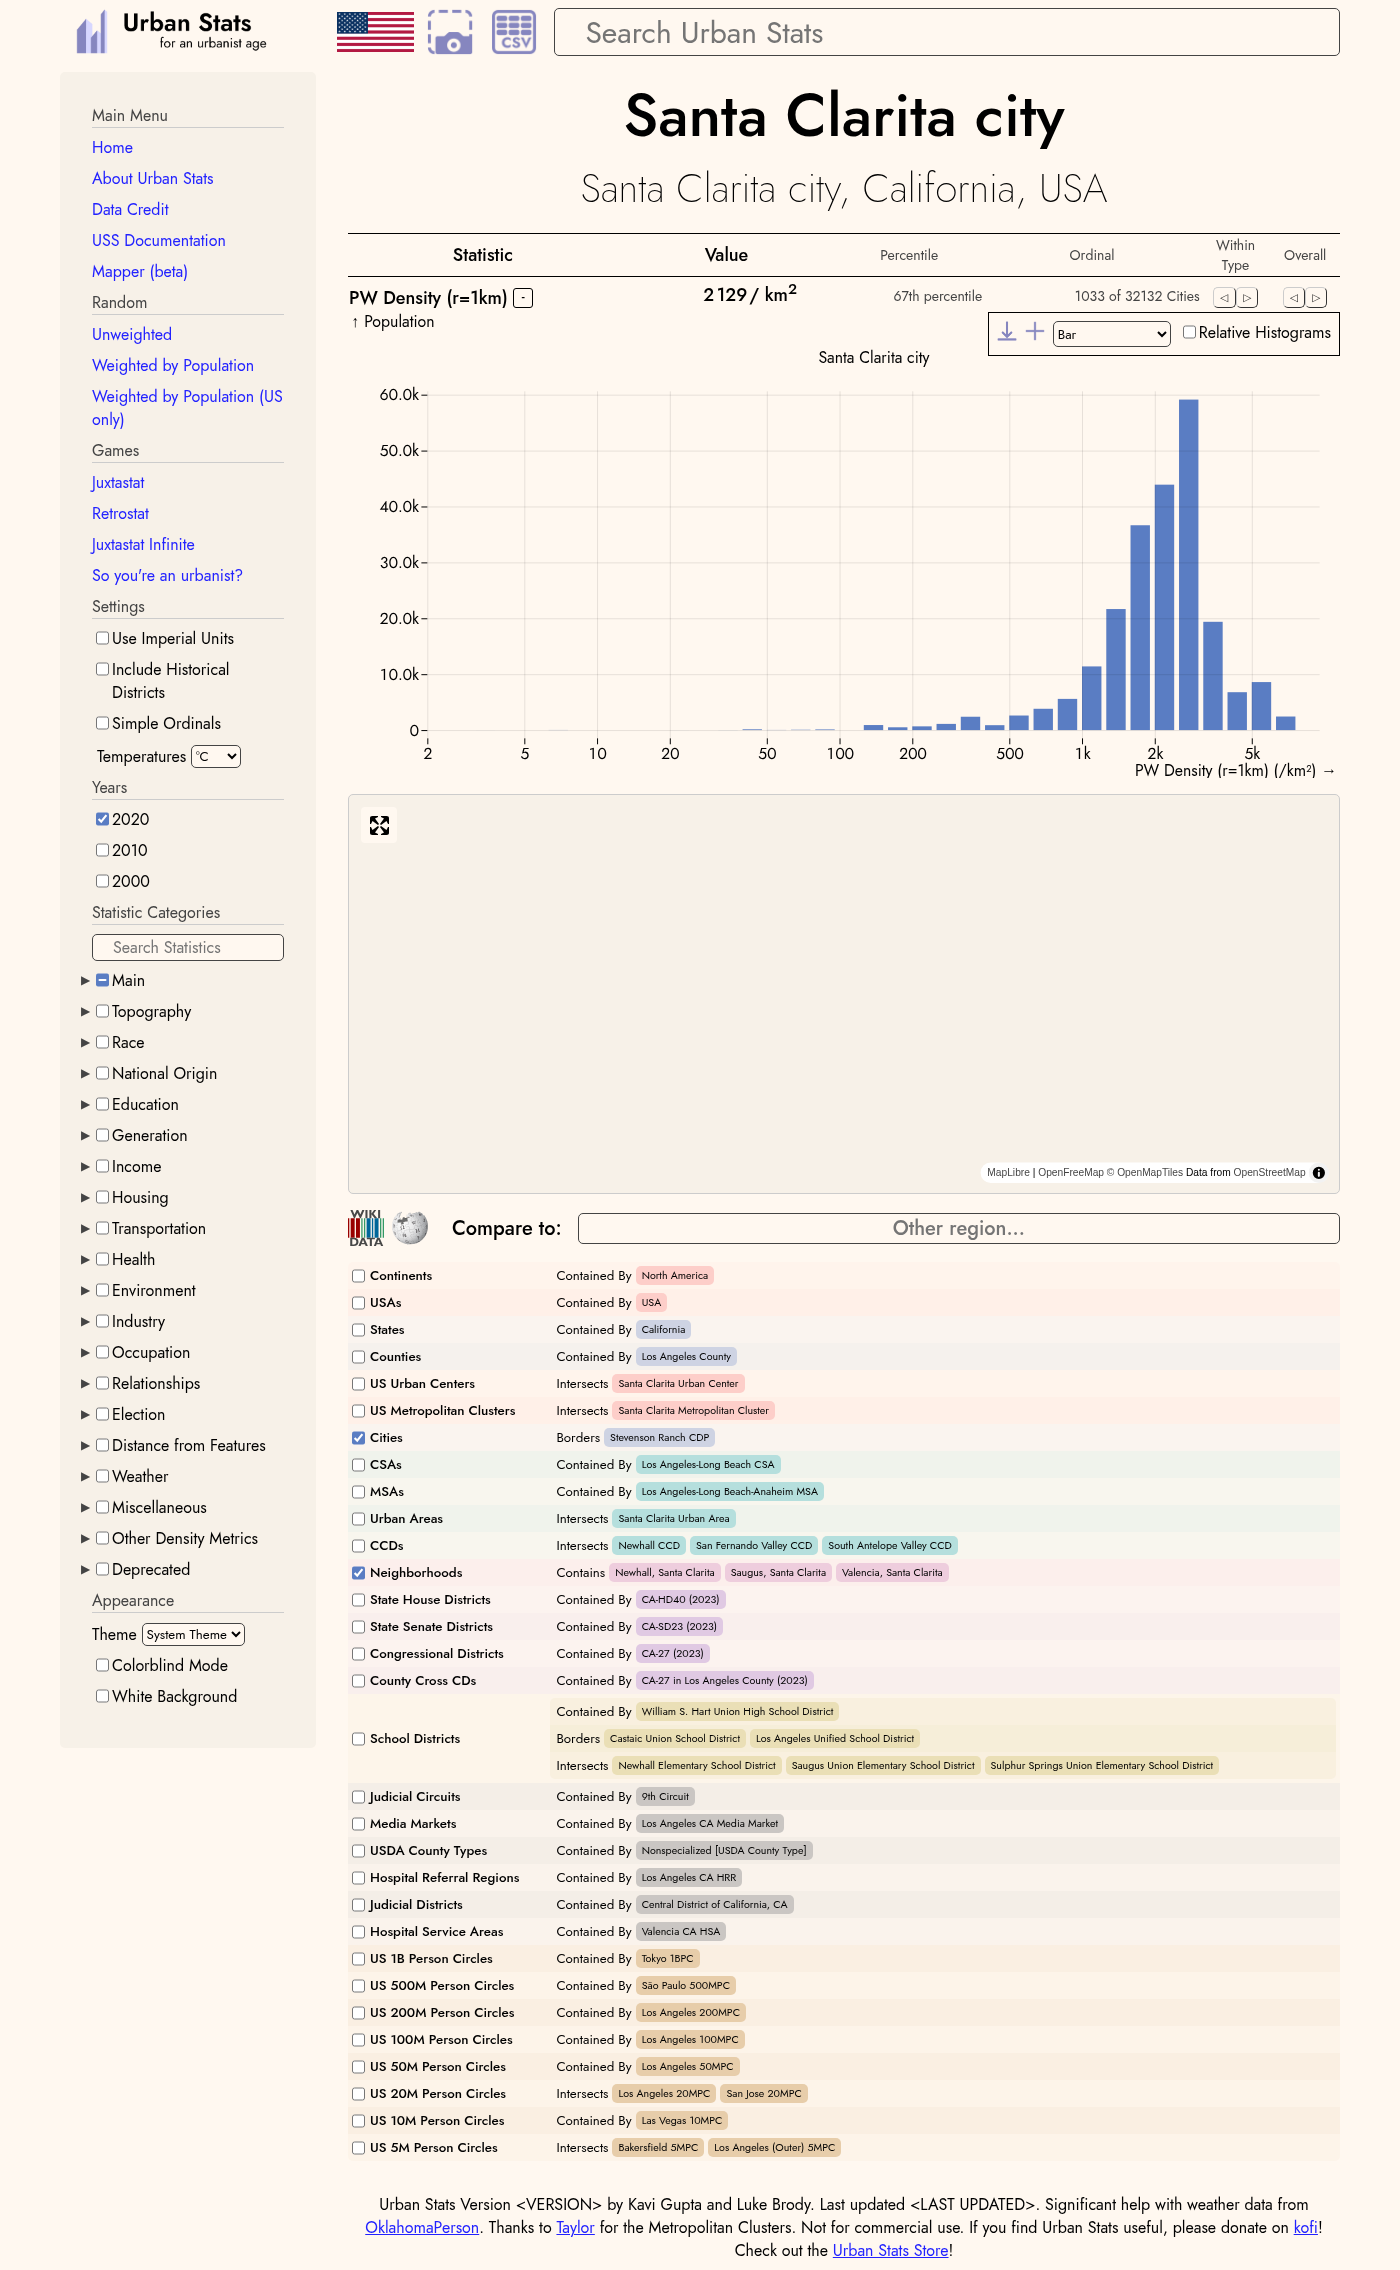 Urban Stats
for an urbanist age
CSV
Search Urban Stats
Main Menu
Home
About Urban Stats
Data Credit
USS Documentation
Mapper (beta)
Random
Unweighted
Weighted by Population
Weighted by Population (US
only)
Games
Juxtastat
Retrostat
Juxtastat Infinite
So you're an urbanist?
Settings
Use Imperial Units
Include Historical
Districts
Simple Ordinals
Temperatures °C
Years
2020
2010
2000
Statistic Categories
Search Statistics
Main
Topography
Race
National Origin
Education
Generation
Income
Housing
Transportation
Health
Environment
Industry
Occupation
Relationships
Election
Distance from Features
Weather
Miscellaneous
Other Density Metrics
Deprecated
Appearance
Theme System Theme
Colorblind Mode
White Background
Santa Clarita city
Santa Clarita city, California, USA
Statistic Value Percentile Ordinal Within Type Overall
PW Density (r=1km) - 2 129 / km² 67th percentile 1033 of 32132 Cities ◁ ▷ ◁ ▷
↑ Population
Bar Relative Histograms
Santa Clarita city
60.0k
50.0k
40.0k
30.0k
20.0k
10.0k
0
2 5 10 20 50 100 200 500 1k 2k 5k
PW Density (r=1km) (/km²) →
MapLibre | OpenFreeMap © OpenMapTiles Data from OpenStreetMap
WIKI DATA Compare to: Other region...
Continents Contained By North America
USAs Contained By USA
States Contained By California
Counties Contained By Los Angeles County
US Urban Centers Intersects Santa Clarita Urban Center
US Metropolitan Clusters Intersects Santa Clarita Metropolitan Cluster
Cities Borders Stevenson Ranch CDP
CSAs Contained By Los Angeles-Long Beach CSA
MSAs Contained By Los Angeles-Long Beach-Anaheim MSA
Urban Areas Intersects Santa Clarita Urban Area
CCDs Intersects Newhall CCD San Fernando Valley CCD South Antelope Valley CCD
Neighborhoods Contains Newhall, Santa Clarita Saugus, Santa Clarita Valencia, Santa Clarita
State House Districts Contained By CA-HD40 (2023)
State Senate Districts Contained By CA-SD23 (2023)
Congressional Districts Contained By CA-27 (2023)
County Cross CDs Contained By CA-27 in Los Angeles County (2023)
Contained By William S. Hart Union High School District
School Districts Borders Castaic Union School District Los Angeles Unified School District
Intersects Newhall Elementary School District Saugus Union Elementary School District Sulphur Springs Union Elementary School District
Judicial Circuits Contained By 9th Circuit
Media Markets Contained By Los Angeles CA Media Market
USDA County Types Contained By Nonspecialized [USDA County Type]
Hospital Referral Regions Contained By Los Angeles CA HRR
Judicial Districts Contained By Central District of California, CA
Hospital Service Areas Contained By Valencia CA HSA
US 1B Person Circles Contained By Tokyo 1BPC
US 500M Person Circles Contained By São Paulo 500MPC
US 200M Person Circles Contained By Los Angeles 200MPC
US 100M Person Circles Contained By Los Angeles 100MPC
US 50M Person Circles Contained By Los Angeles 50MPC
US 20M Person Circles Intersects Los Angeles 20MPC San Jose 20MPC
US 10M Person Circles Contained By Las Vegas 10MPC
US 5M Person Circles Intersects Bakersfield 5MPC Los Angeles (Outer) 5MPC
Urban Stats Version <VERSION> by Kavi Gupta and Luke Brody. Last updated <LAST UPDATED>. Significant help with weather data from
OklahomaPerson. Thanks to Taylor for the Metropolitan Clusters. Not for commercial use. If you find Urban Stats useful, please donate on kofi!
Check out the Urban Stats Store!